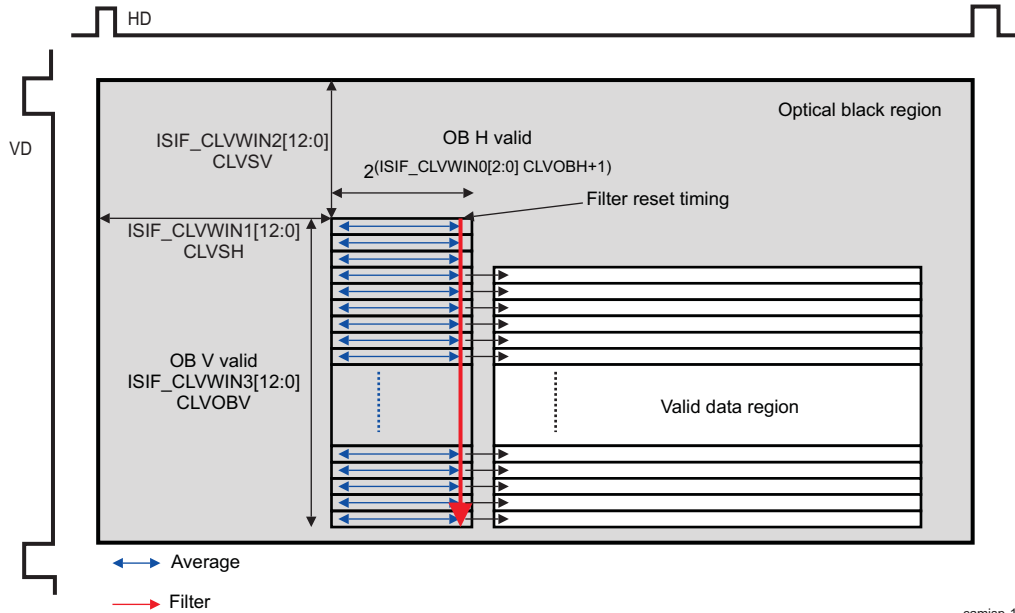 HD
VD
Optical black region
ISIF_CLVWIN2[12:0]
CLVSV
OB H valid
2(ISIF_CLVWIN0[2:0] CLVOBH+1)
Filter reset timing
ISIF_CLVWIN1[12:0]
CLVSH
OB V valid
ISIF_CLVWIN3[12:0]
CLVOBV
Valid data region
Average
Filter